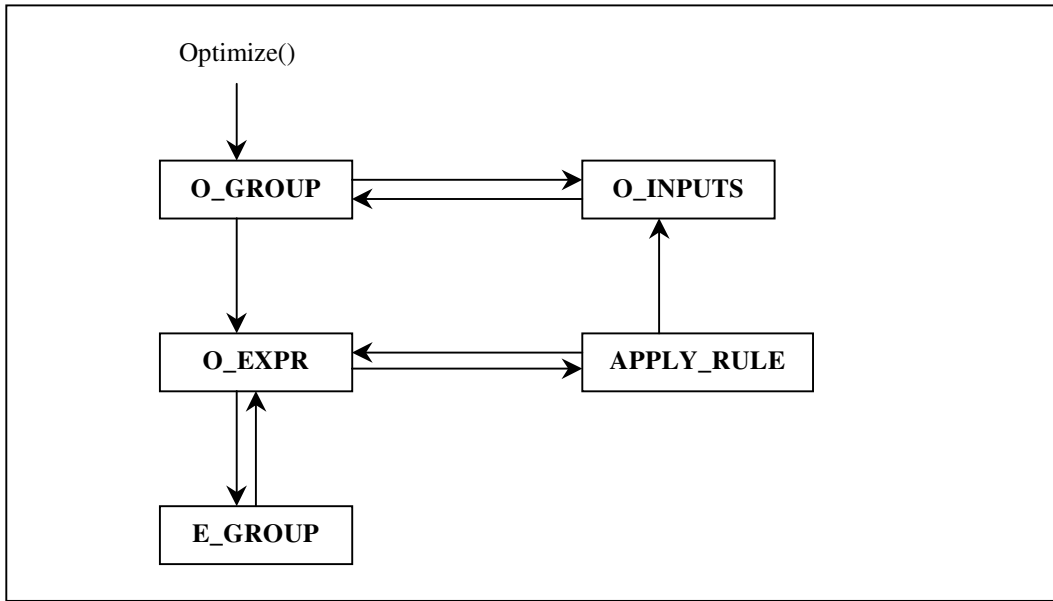 Optimize()
O_GROUP
O_INPUTS
O_EXPR
APPLY_RULE
E_GROUP